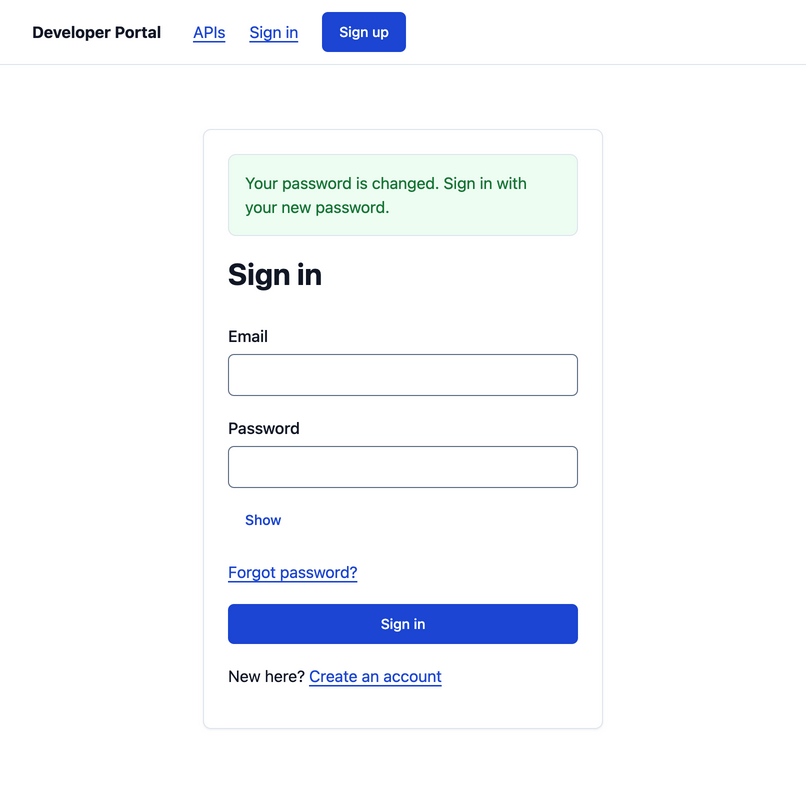 Developer Portal APIs Sign in Sign up
Your password is changed. Sign in with
your new password.
Sign in
Email
Password
Show
Forgot password?
Sign in
New here? Create an account